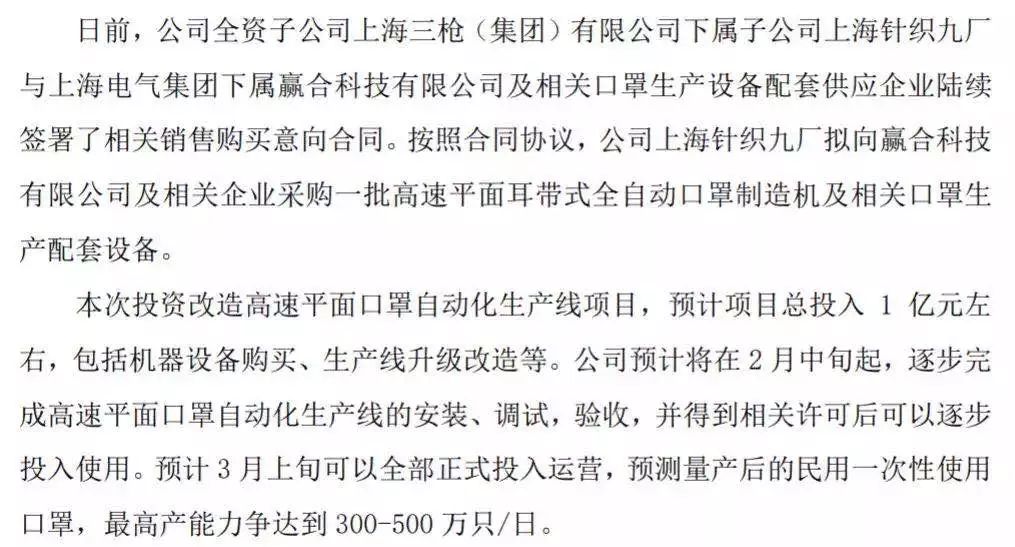 日前，公司全资子公司上海三枪（集团）有限公司下属子公司上海针织九厂
与上海电气集团下属赢合科技有限公司及相关口罩生产设备配套供应企业陆续
签署了相关销售购买意向合同。按照合同协议，公司上海针织九厂拟向赢合科技
有限公司及相关企业采购一批高速平面耳带式全自动口罩制造机及相关口罩生
产配套设备。
本次投资改造高速平面口罩自动化生产线项目，预计项目总投入 1 亿元左
右，包括机器设备购买、生产线升级改造等。公司预计将在 2 月中旬起，逐步完
成高速平面口罩自动化生产线的安装、调试，验收，并得到相关许可后可以逐步
投入使用。预计 3 月上旬可以全部正式投入运营，预测量产后的民用一次性使用
口罩，最高产能力争达到 300-500 万只/日。